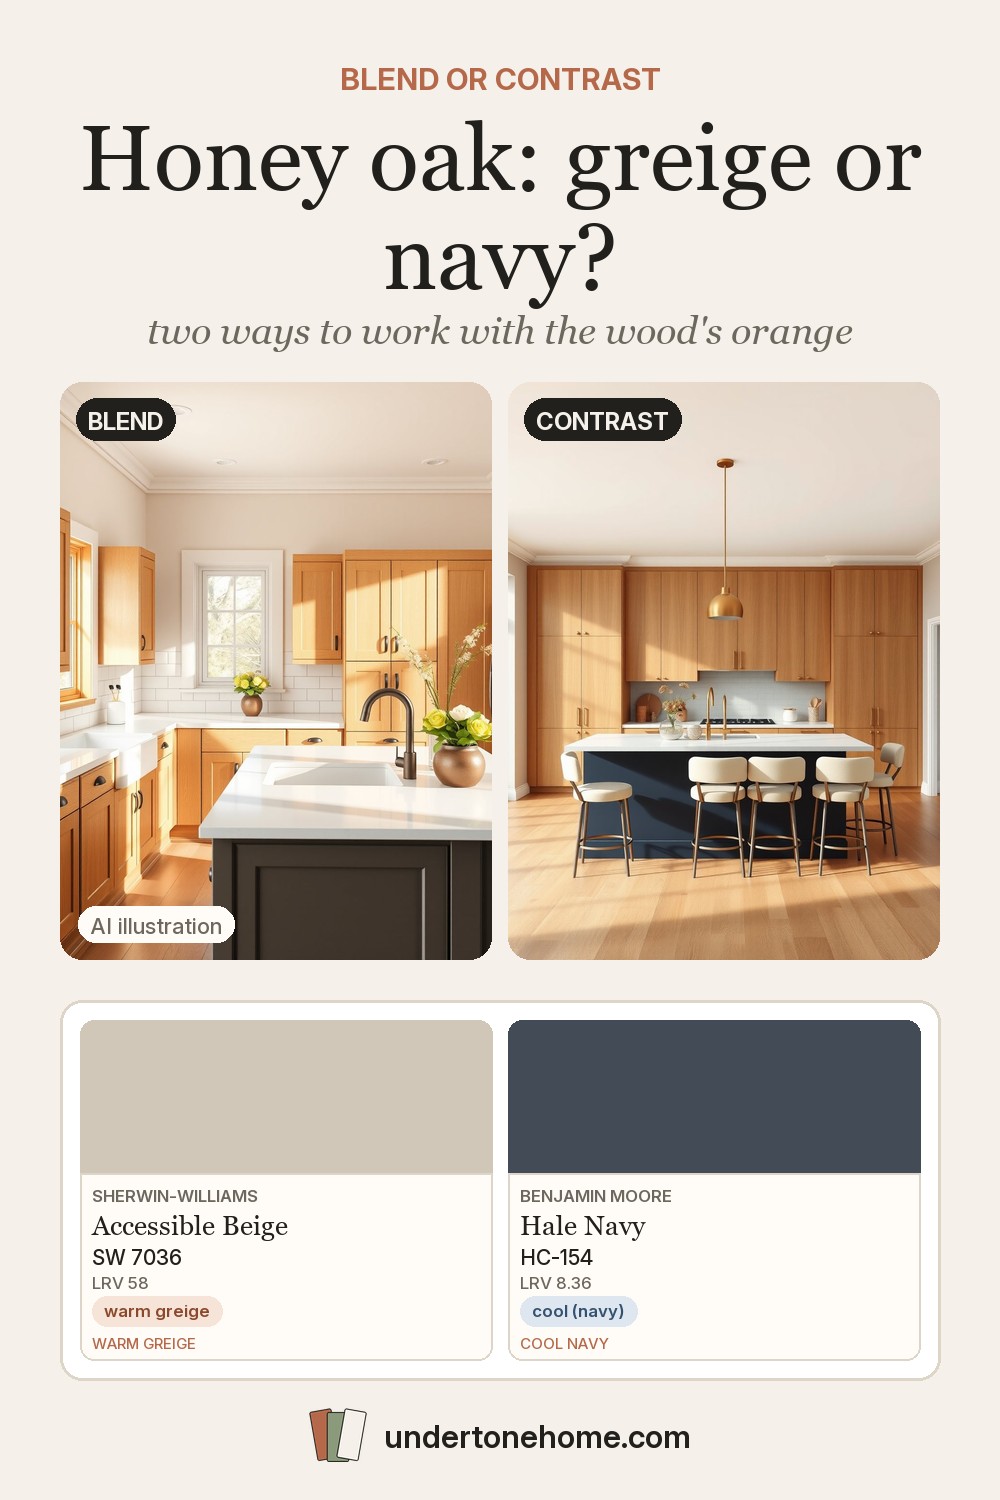 BLEND OR CONTRAST
Honey oak: greige or
navy?
two ways to work with the wood's orange
BLEND
CONTRAST
AI illustration
SHERWIN-WILLIAMS
Accessible Beige
SW 7036
LRV 58
warm greige
WARM GREIGE
BENJAMIN MOORE
Hale Navy
HC-154
LRV 8.36
cool (navy)
COOL NAVY
undertonehome.com